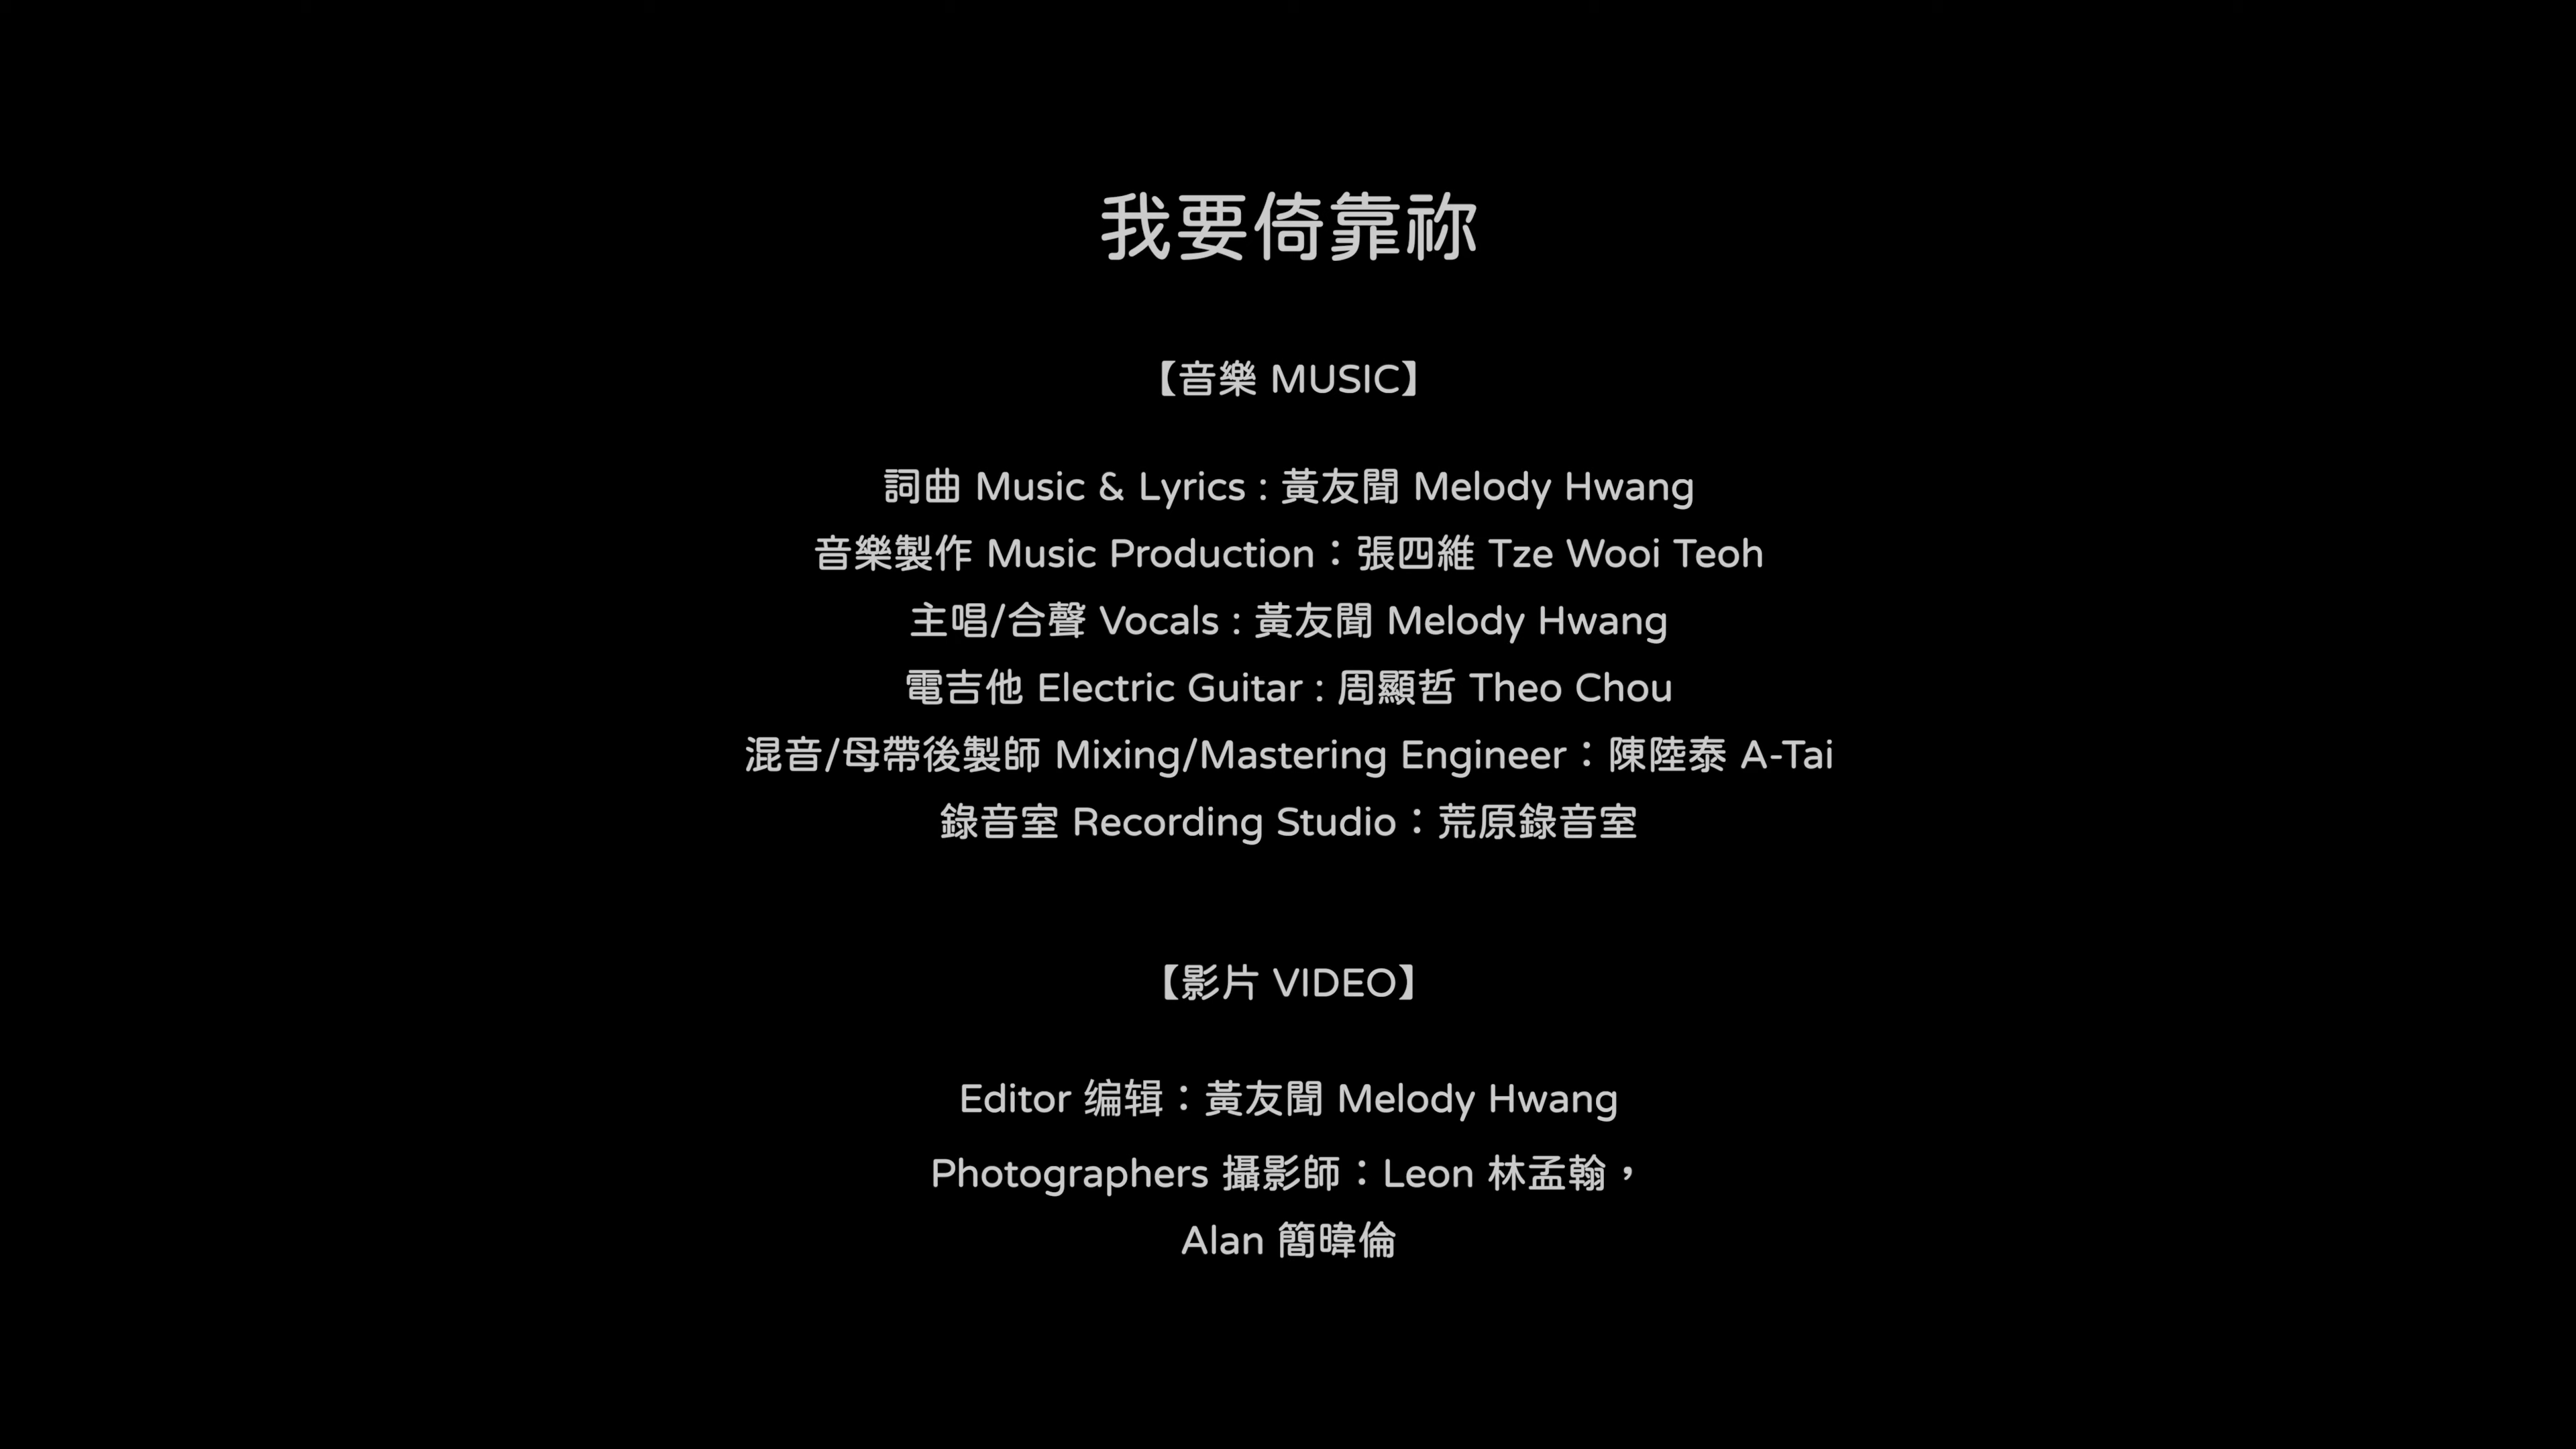 我要倚靠祢
【音樂 MUSIC】
詞曲 Music & Lyrics : 黃友聞 Melody Hwang
音樂製作 Music Production：張四維 Tze Wooi Teoh
主唱/合聲 Vocals : 黃友聞 Melody Hwang
電吉他 Electric Guitar : 周顯哲 Theo Chou
混音/母帶後製師 Mixing/Mastering Engineer：陳陸泰 A-Tai
錄音室 Recording Studio：荒原錄音室
【影片 VIDEO】
Editor 编辑：黃友聞 Melody Hwang
Photographers 攝影師：Leon 林孟翰，
Alan 簡暐倫